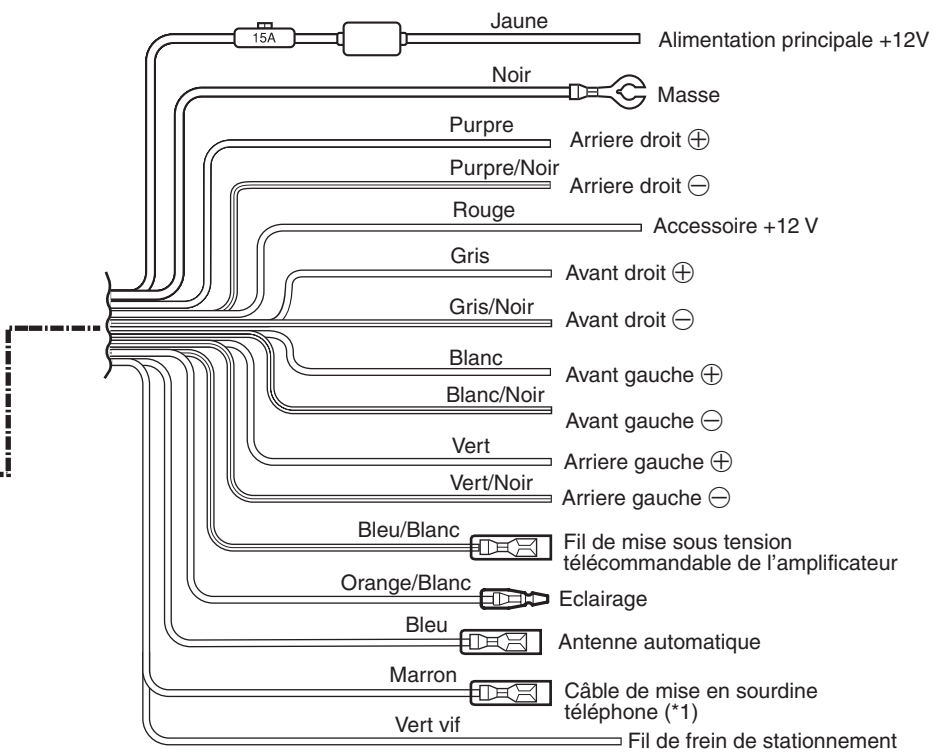 Jaune
15A
Alimentation principale +12V
Noir
Masse
Purpre
Arriere droit ⊕
Purpre/Noir
Arriere droit ⊖
Rouge
Accessoire +12 V
Gris
Avant droit ⊕
Gris/Noir
Avant droit ⊖
Blanc
Avant gauche ⊕
Blanc/Noir
Avant gauche ⊖
Vert
Arriere gauche ⊕
Vert/Noir
Arriere gauche ⊖
Bleu/Blanc
Fil de mise sous tension
télécommandable de l’amplificateur
Orange/Blanc
Eclairage
Bleu
Antenne automatique
Marron
Câble de mise en sourdine
téléphone (*1)
Vert vif
Fil de frein de stationnement